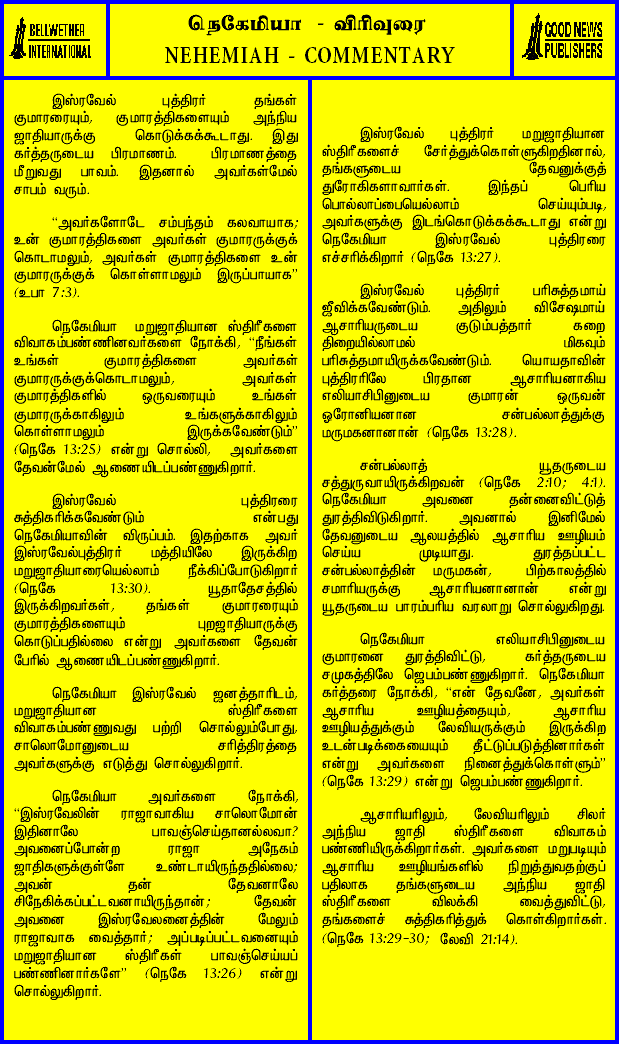 BELLWETHER
INTERNATIONAL
நெகேமியா - விரிவுரை
NEHEMIAH - COMMENTARY
GOOD NEWS
PUBLISHERS
இஸ்ரவேல் புத்திரர் தங்கள்
குமாரரையும், குமாரத்திகளையும் அந்நிய
ஜாதியாருக்கு கொடுக்கக்கூடாது. இது
கர்த்தருடைய பிரமாணம். பிரமாணத்தை
மீறுவது பாவம். இதனால் அவர்கள்மேல்
சாபம் வரும்.
“அவர்களோடே சம்பந்தம் கலவாயாக;
உன் குமாரத்திகளை அவர்கள் குமாரருக்குக்
கொடாமலும், அவர்கள் குமாரத்திகளை உன்
குமாரருக்குக் கொள்ளாமலும் இருப்பாயாக”
(உபா 7:3).
நெகேமியா மறுஜாதியான ஸ்திரீகளை
விவாகம்பண்ணினவர்களை நோக்கி, “நீங்கள்
உங்கள் குமாரத்திகளை அவர்கள்
குமாரருக்குக்கொடாமலும், அவர்கள்
குமாரத்திகளில் ஒருவரையும் உங்கள்
குமாரருக்காகிலும் உங்களுக்காகிலும்
கொள்ளாமலும் இருக்கவேண்டும்”
(நெகே 13:25) என்று சொல்லி, அவர்களை
தேவன்மேல் ஆணையிடப்பண்ணுகிறார்.
இஸ்ரவேல் புத்திரரை
சுத்திகரிக்கவேண்டும் என்பது
நெகேமியாவின் விருப்பம். இதற்காக அவர்
இஸ்ரவேல்புத்திரர் மத்தியிலே இருக்கிற
மறுஜாதியாரையெல்லாம் நீக்கிப்போடுகிறார்
(நெகே 13:30). யூதாதேசத்தில்
இருக்கிறவர்கள், தங்கள் குமாரரையும்
குமாரத்திகளையும் புறஜாதியாருக்கு
கொடுப்பதில்லை என்று அவர்களை தேவன்
பேரில் ஆணையிடப்பண்ணுகிறார்.
நெகேமியா இஸ்ரவேல் ஜனத்தாரிடம்,
மறுஜாதியான ஸ்திரீகளை
விவாகம்பண்ணுவது பற்றி சொல்லும்போது,
சாலொமோனுடைய சரித்திரத்தை
அவர்களுக்கு எடுத்து சொல்லுகிறார்.
நெகேமியா அவர்களை நோக்கி,
“இஸ்ரவேலின் ராஜாவாகிய சாலொமோன்
இதினாலே பாவஞ்செய்தானல்லவா?
அவனைப்போன்ற ராஜா அநேகம்
ஜாதிகளுக்குள்ளே உண்டாயிருந்ததில்லை;
அவன் தன் தேவனாலே
சிநேகிக்கப்பட்டவனாயிருந்தான்; தேவன்
அவனை இஸ்ரவேலனைத்தின் மேலும்
ராஜாவாக வைத்தார்; அப்படிப்பட்டவனையும்
மறுஜாதியான ஸ்திரீகள் பாவஞ்செய்யப்
பண்ணினார்களே” (நெகே 13:26) என்று
சொல்லுகிறார்.
இஸ்ரவேல் புத்திரர் மறுஜாதியான
ஸ்திரீகளைச் சேர்த்துக்கொள்ளுகிறதினால்,
தங்களுடைய தேவனுக்குத்
துரோகிகளாவார்கள். இந்தப் பெரிய
பொல்லாப்பையெல்லாம் செய்யும்படி,
அவர்களுக்கு இடங்கொடுக்கக்கூடாது என்று
நெகேமியா இஸ்ரவேல் புத்திரரை
எச்சரிக்கிறார் (நெகே 13:27).
இஸ்ரவேல் புத்திரர் பரிசுத்தமாய்
ஜீவிக்கவேண்டும். அதிலும் விசேஷமாய்
ஆசாரியருடைய குடும்பத்தார் கறை
திறையில்லாமல் மிகவும்
பரிசுத்தமாயிருக்கவேண்டும். யொயதாவின்
புத்திரரிலே பிரதான ஆசாரியனாகிய
எலியாசிபினுடைய குமாரன் ஒருவன்
ஓரோனியனான சன்பல்லாத்துக்கு
மருமகனானான் (நெகே 13:28).
சன்பல்லாத் யூதருடைய
சத்துருவாயிருக்கிறவன் (நெகே 2:10; 4:1).
நெகேமியா அவனை தன்னைவிட்டுத்
துரத்திவிடுகிறார். அவனால் இனிமேல்
தேவனுடைய ஆலயத்தில் ஆசாரிய ஊழியம்
செய்ய முடியாது. துரத்தப்பட்ட
சன்பல்லாத்தின் மருமகன், பிற்காலத்தில்
சமாரியருக்கு ஆசாரியனானான் என்று
யூதருடைய பாரம்பரிய வரலாறு சொல்லுகிறது.
நெகேமியா எலியாசிபினுடைய
குமாரனை துரத்திவிட்டு, கர்த்தருடைய
சமுகத்திலே ஜெபம்பண்ணுகிறார். நெகேமியா
கர்த்தரை நோக்கி, “என் தேவனே, அவர்கள்
ஆசாரிய ஊழியத்தையும், ஆசாரிய
ஊழியத்துக்கும் லேவியருக்கும் இருக்கிற
உடன்படிக்கையையும் தீட்டுப்படுத்தினார்கள்
என்று அவர்களை நினைத்துக்கொள்ளும்”
(நெகே 13:29) என்று ஜெபம்பண்ணுகிறார்.
ஆசாரியரிலும், லேவியரிலும் சிலர்
அந்நிய ஜாதி ஸ்திரீகளை விவாகம்
பண்ணியிருக்கிறார்கள். அவர்களை மறுபடியும்
ஆசாரிய ஊழியங்களில் நிறுத்துவதற்குப்
பதிலாக தங்களுடைய அந்நிய ஜாதி
ஸ்திரீகளை விலக்கி வைத்துவிட்டு,
தங்களைச் சுத்திகரித்துக் கொள்கிறார்கள்.
(நெகே 13:29-30; லேவி 21:14).